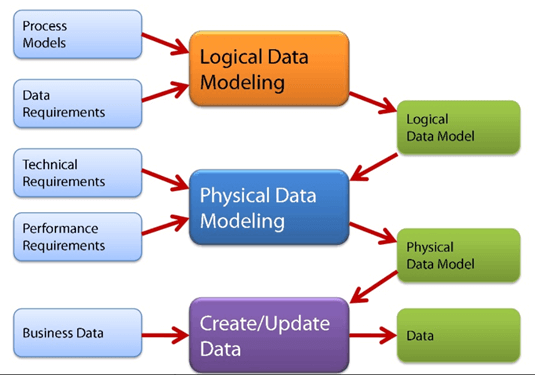 Process
Models
Logical Data
Modeling
Data
Requirements
Logical
Data Model
Technical
Requirements
Physical Data
Modeling
Performance
Requirements
Physical
Data Model
Business Data
Create/Update
Data
Data